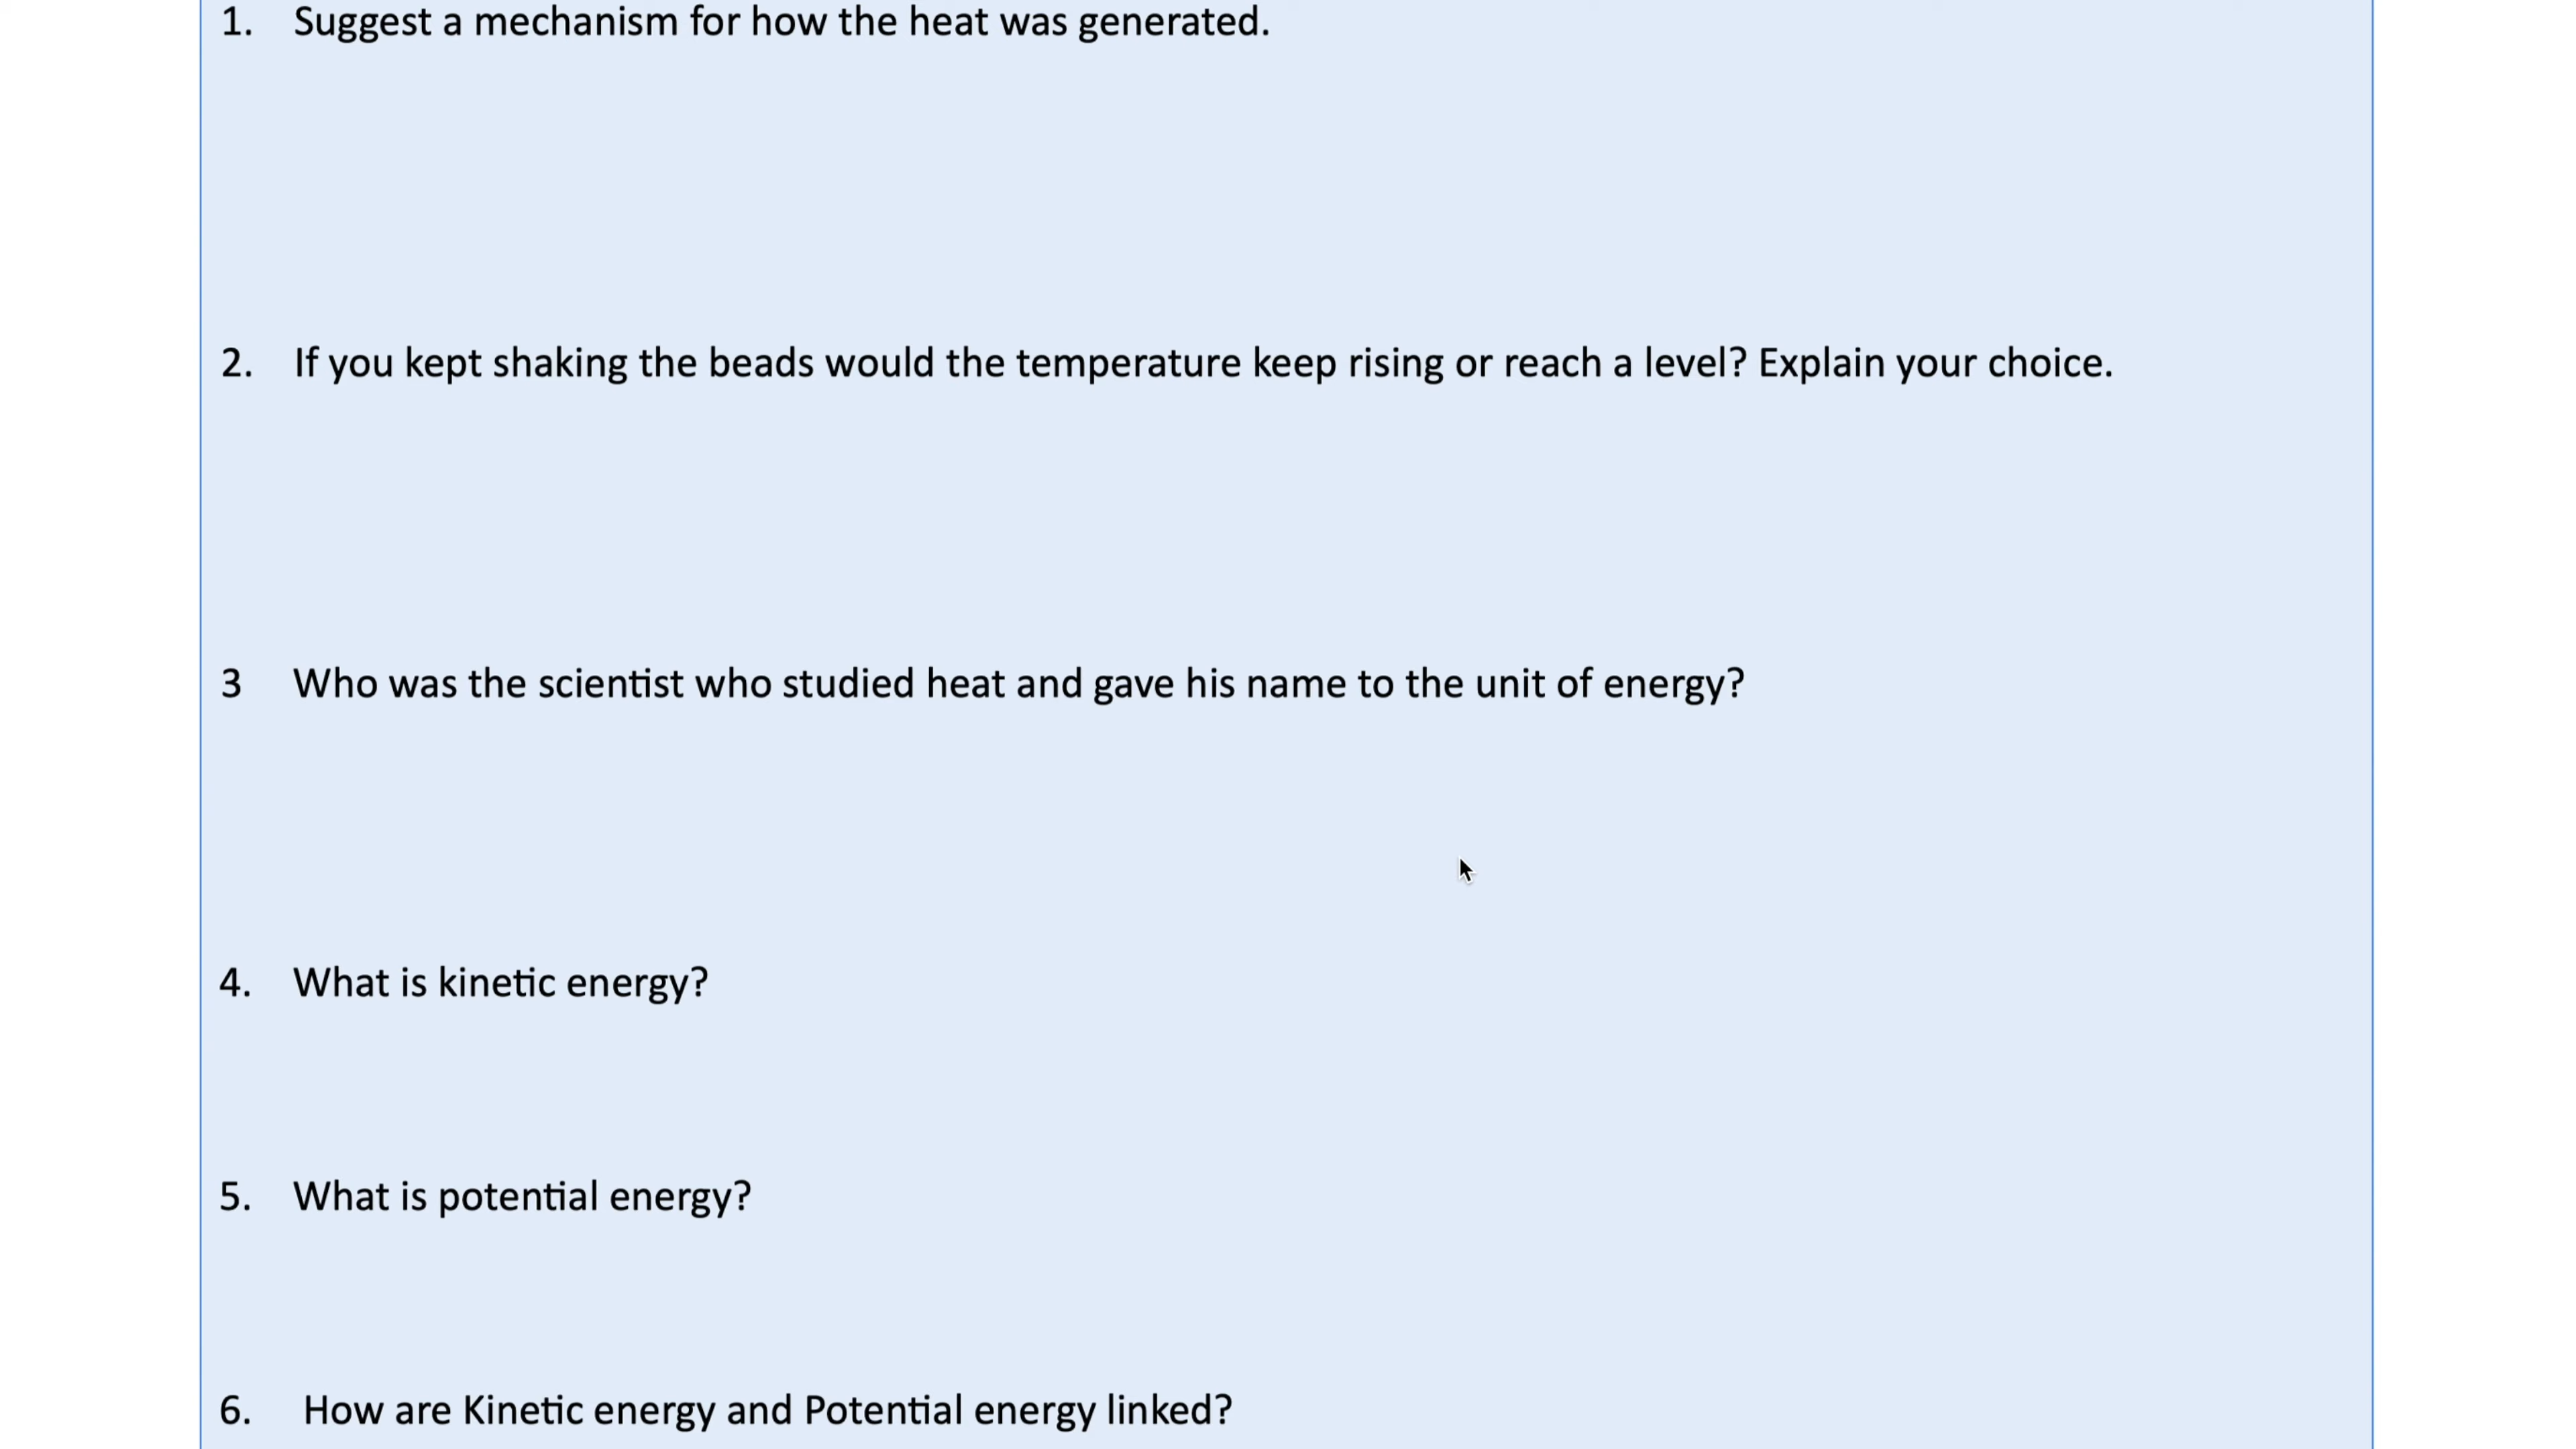 1. Suggest a mechanism for how the heat was generated.
2. If you kept shaking the beads would the temperature keep rising or reach a level? Explain your choice.
3 Who was the scientist who studied heat and gave his name to the unit of energy?
4. What is kinetic energy?
5. What is potential energy?
6. How are Kinetic energy and Potential energy linked?